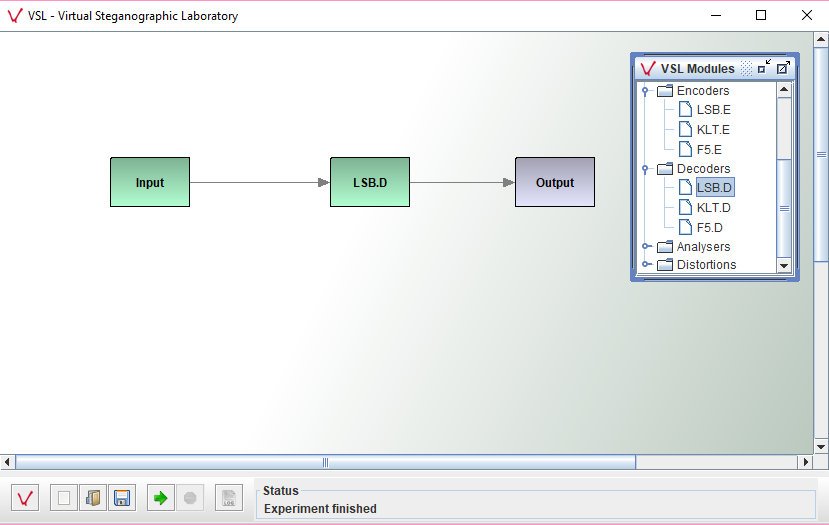 VSL - Virtual Steganographic Laboratory
VSL Modules
Encoders
LSB.E
KLT.E
F5.E
Decoders
LSB.D
KLT.D
F5.D
Analysers
Distortions
Input
LSB.D
Output
LOG
Status
Experiment finished